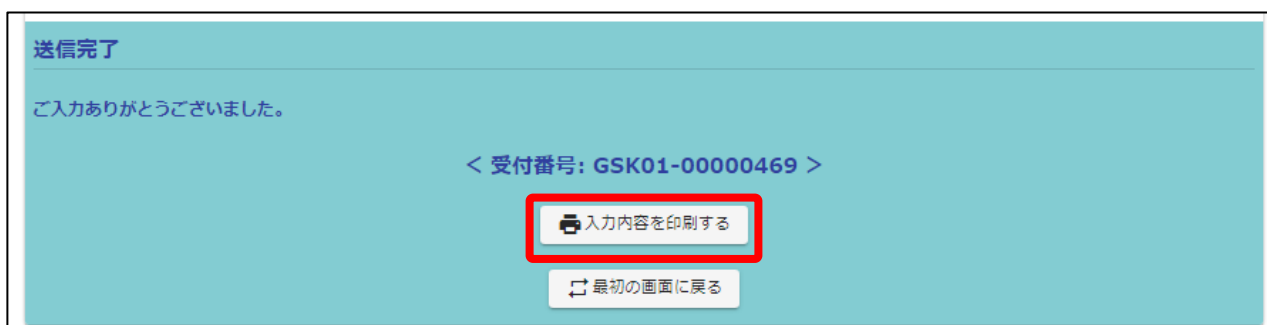 送信完了
ご入力ありがとうございました。
＜ 受付番号: GSK01-00000469 ＞
入力内容を印刷する
最初の画面に戻る